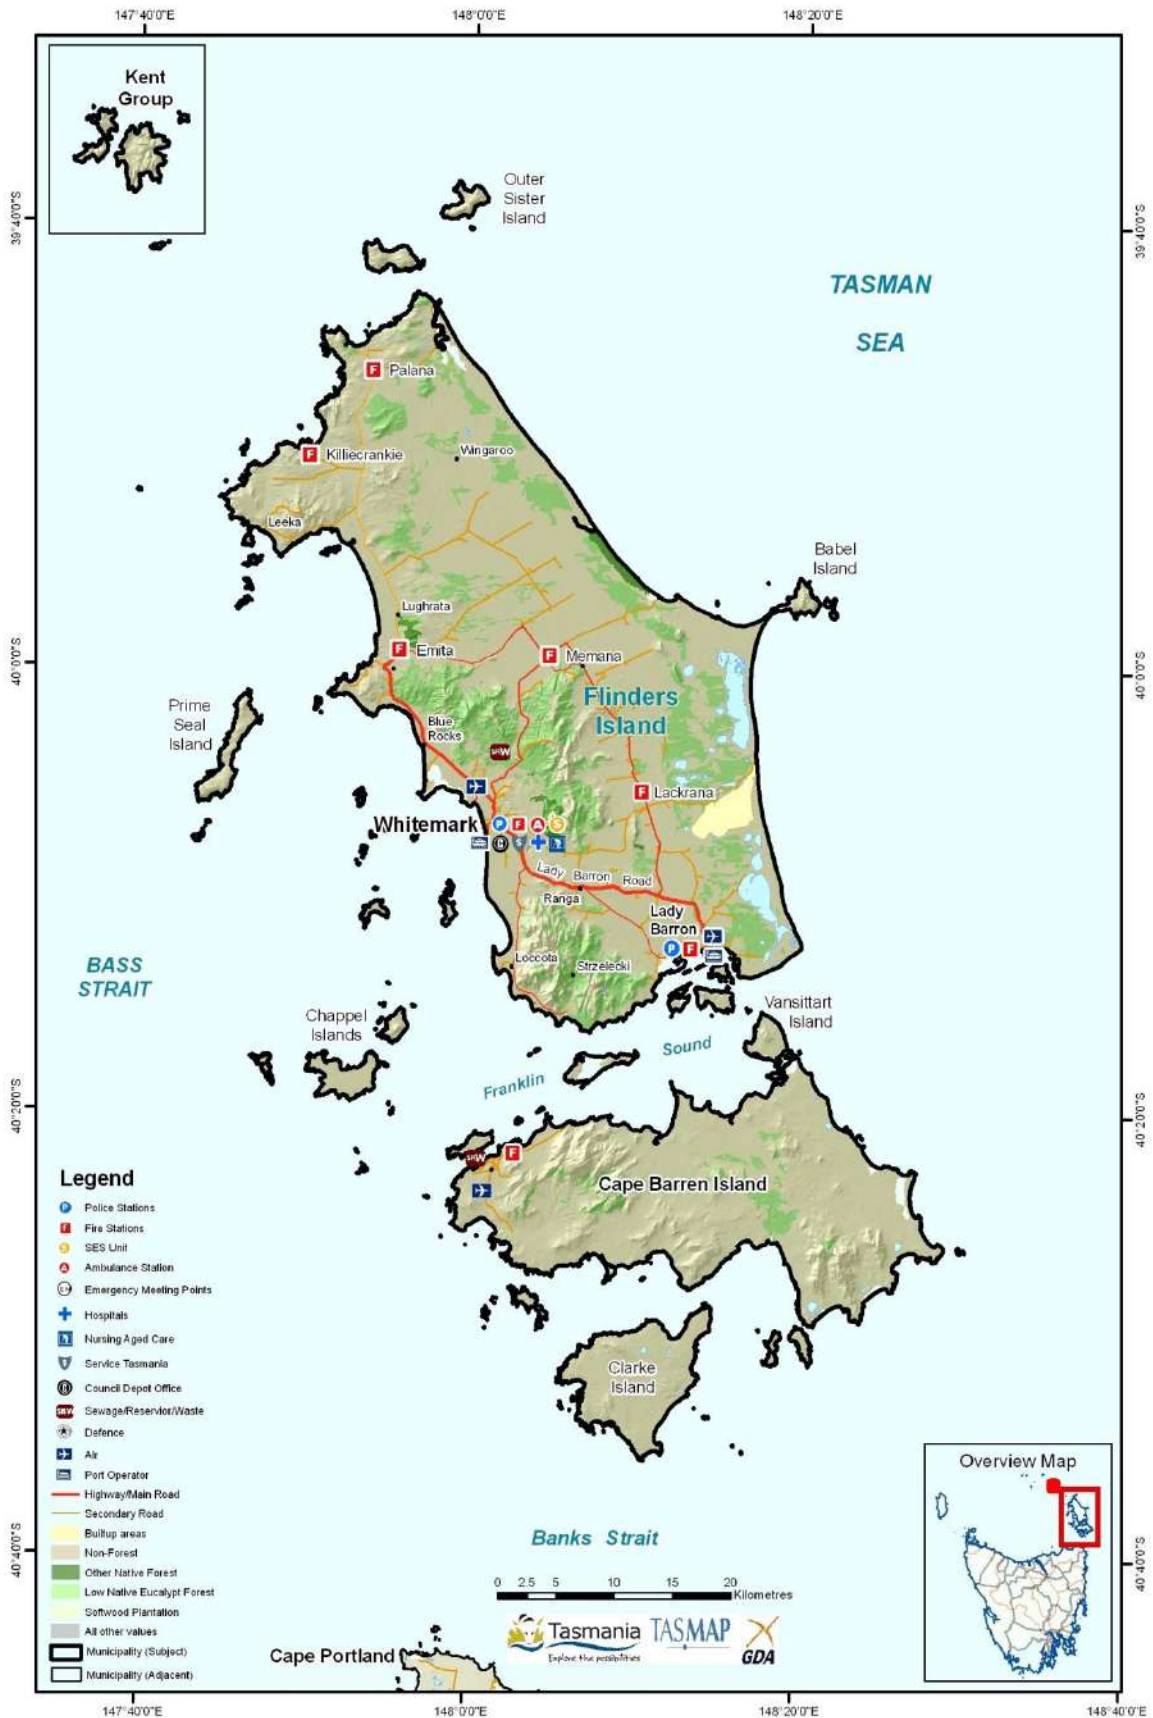 147°40'0"E
148°0'0"E
148°20'0"E
Kent
Group
Outer
Sister
Island
39°40'0"S
39°40'0"S
TASMAN
SEA
F
Palana
F
Killiecrankie
Wingaroo
Leeka
Babel
Island
Lughrata
F
Emita
F
Memana
40°0'0"S
40°0'0"S
Flinders
Island
Prime
Seal
Island
Blue
Rocks
SRW
F
Lackrana
Whitemark
P
F
A
S
Lady Barron Road
Ranga
Lady
Barron
P
F
BASS
STRAIT
Loccota
Strzelecki
Chappel
Islands
Vansittart
Island
Franklin Sound
40°20'0"S
40°20'0"S
SRW
F
Cape Barren Island
Clarke
Island
Legend
P
Police Stations
F
Fire Stations
S
SES Unit
A
Ambulance Station
Emergency Meeting Points
Hospitals
Nursing Aged Care
Service Tasmania
Council Depot Office
SRW
Sewage/Reservior/Waste
Defence
Air
Port Operator
Highway/Main Road
Secondary Road
Builtup areas
Non-Forest
Other Native Forest
Low Native Eucalypt Forest
Softwood Plantation
All other values
Municipality (Subject)
Municipality (Adjacent)
Overview Map
Banks Strait
40°40'0"S
40°40'0"S
0 2.5 5 10 15 20
Kilometres
Tasmania
Explore the possibilities
TASMAP
GDA
Cape Portland
147°40'0"E
148°0'0"E
148°20'0"E
148°40'0"E